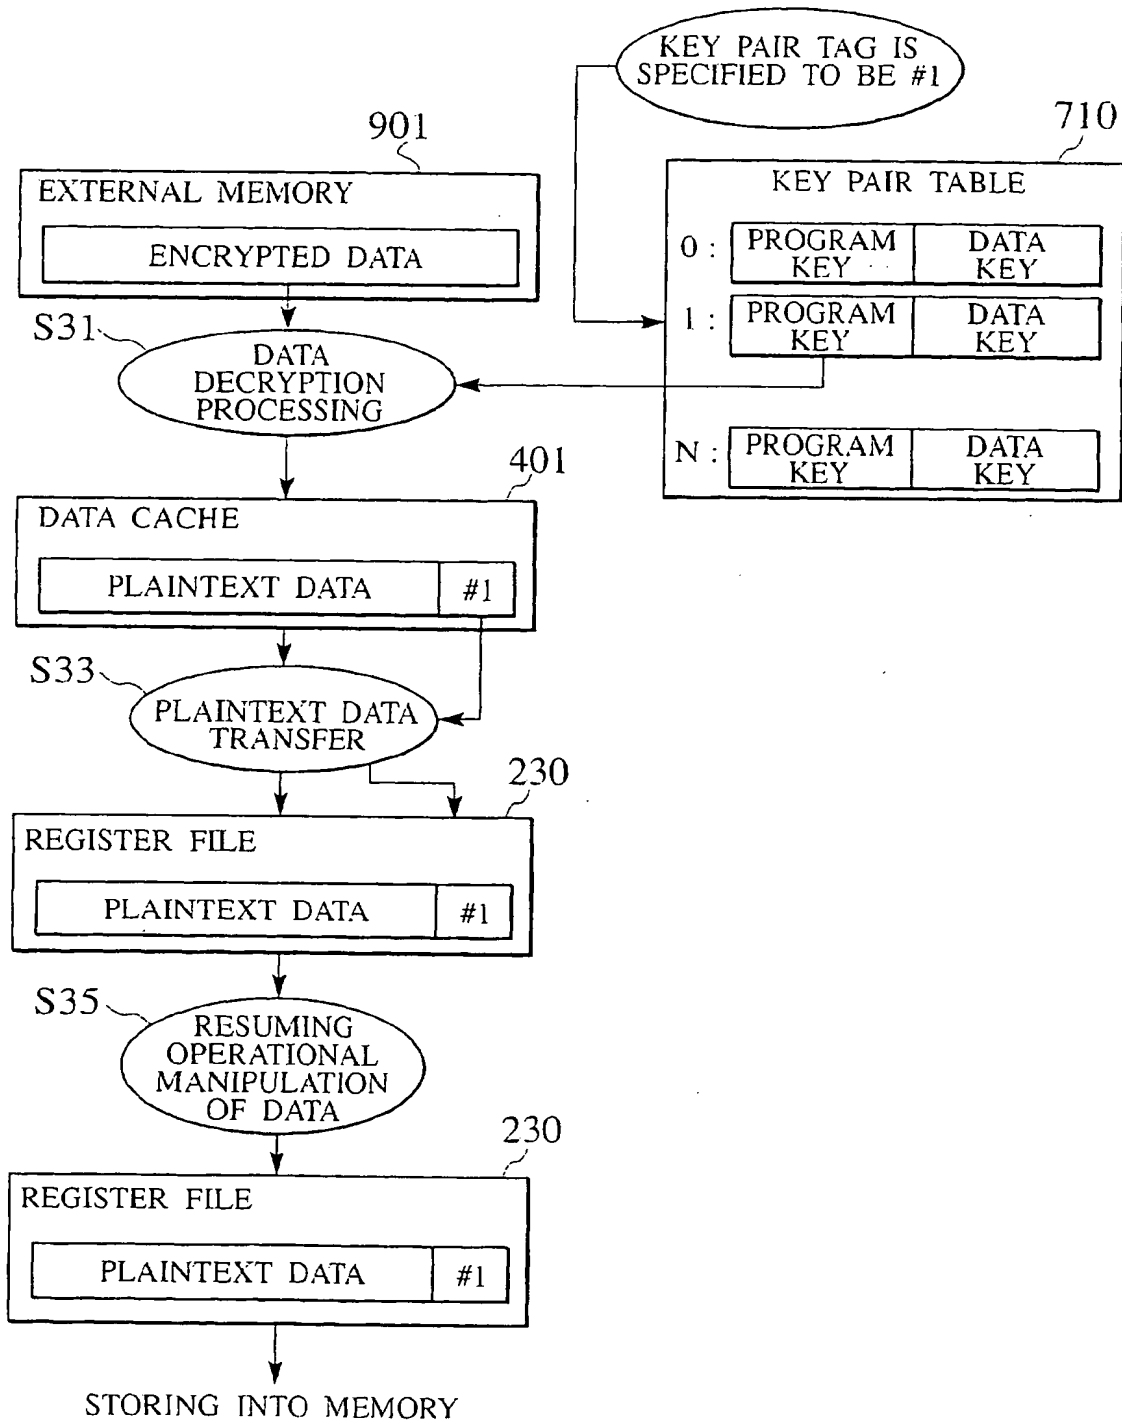 KEY PAIR TAG IS
SPECIFIED TO BE #1
901
710
EXTERNAL MEMORY
ENCRYPTED DATA
KEY PAIR TABLE
0 : PROGRAM KEY DATA KEY
1 : PROGRAM KEY DATA KEY
N : PROGRAM KEY DATA KEY
S31
DATA
DECRYPTION
PROCESSING
401
DATA CACHE
PLAINTEXT DATA #1
S33
PLAINTEXT DATA
TRANSFER
230
REGISTER FILE
PLAINTEXT DATA #1
S35
RESUMING
OPERATIONAL
MANIPULATION
OF DATA
230
REGISTER FILE
PLAINTEXT DATA #1
STORING INTO MEMORY